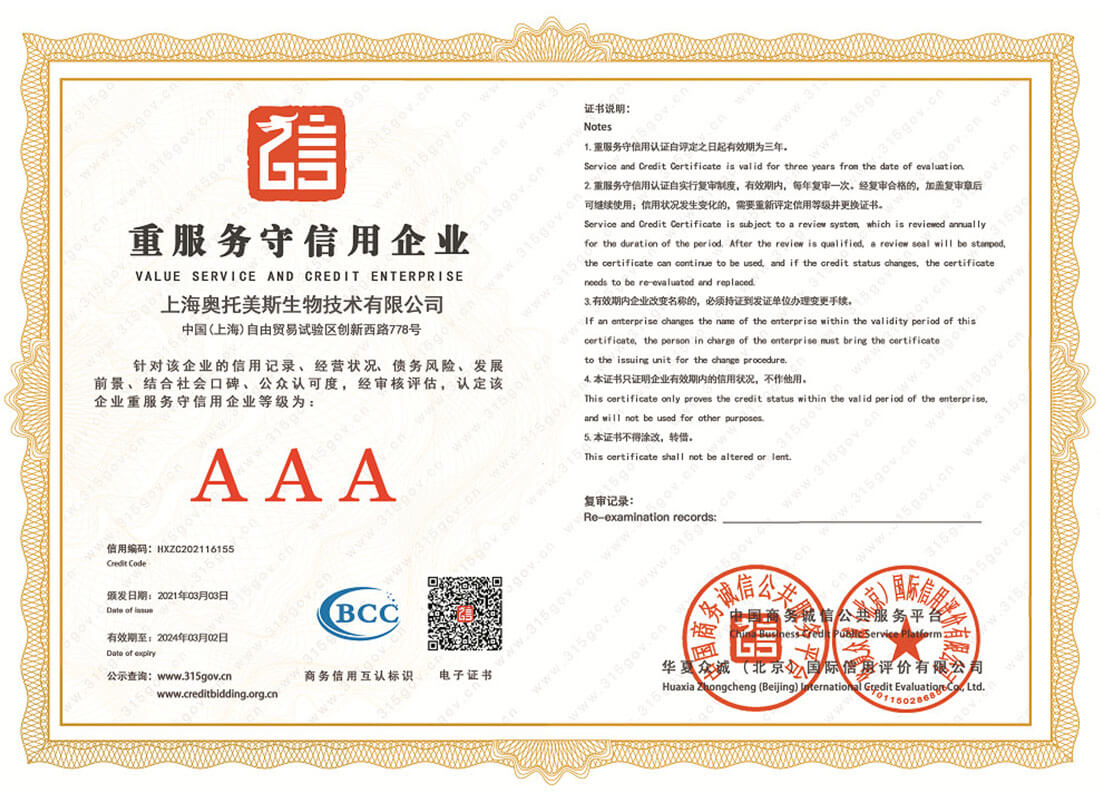 重服务守信用企业
VALUE SERVICE AND CREDIT ENTERPRISE
上海奥托美斯生物技术有限公司
中国(上海)自由贸易试验区创新西路778号
针对该企业的信用记录、经营状况、债务风险、发展
前景、结合社会口碑、公众认可度，经审核评估，认定该
企业重服务守信用企业等级为：
AAA
信用编码：HXZC202116155
Credit Code
颁发日期：2021年03月03日
Date of issue
有效期至：2024年03月02日
Date of expiry
公示查询：www.315gov.cn
www.creditbidding.org.cn
BCC
商务信用互认标识
电子证书
证书说明：
Notes
1.重服务守信用认证自评定之日起有效期为三年。
Service and Credit Certificate is valid for three years from the date of evaluation.
2.重服务守信用认证自实行复审制度，有效期内，每年复审一次。经复审合格的，加盖复审章后
可继续使用；信用状况发生变化的，需要重新评定信用等级并更换证书。
Service and Credit Certificate is subject to a review system, which is reviewed annually
for the duration of the period. After the review is qualified, a review seal will be stamped,
the certificate can continue to be used, and if the credit status changes, the certificate
needs to be re-evaluated and replaced.
3.有效期内企业改变名称的，必须持证到发证单位办理变更手续。
If an enterprise changes the name of the enterprise within the validity period of this
certificate, the person in charge of the enterprise must bring the certificate
to the issuing unit for the change procedure.
4.本证书只证明企业有效期内的信用状况，不作他用。
This certificate only proves the credit status within the valid period of the enterprise,
and will not be used for other purposes.
5.本证书不得涂改，转借。
This certificate shall not be altered or lent.
复审记录：
Re-examination records:
中国商务诚信公共服务平台
China Business Credit Public Service Platform
华夏众诚（北京）国际信用评价有限公司
Huaxia Zhongcheng (Beijing) International Credit Evaluation Co., Ltd.
中国商务诚信公共服务平台
华夏众诚（北京）国际信用评价有限公司
www.315gov.cn